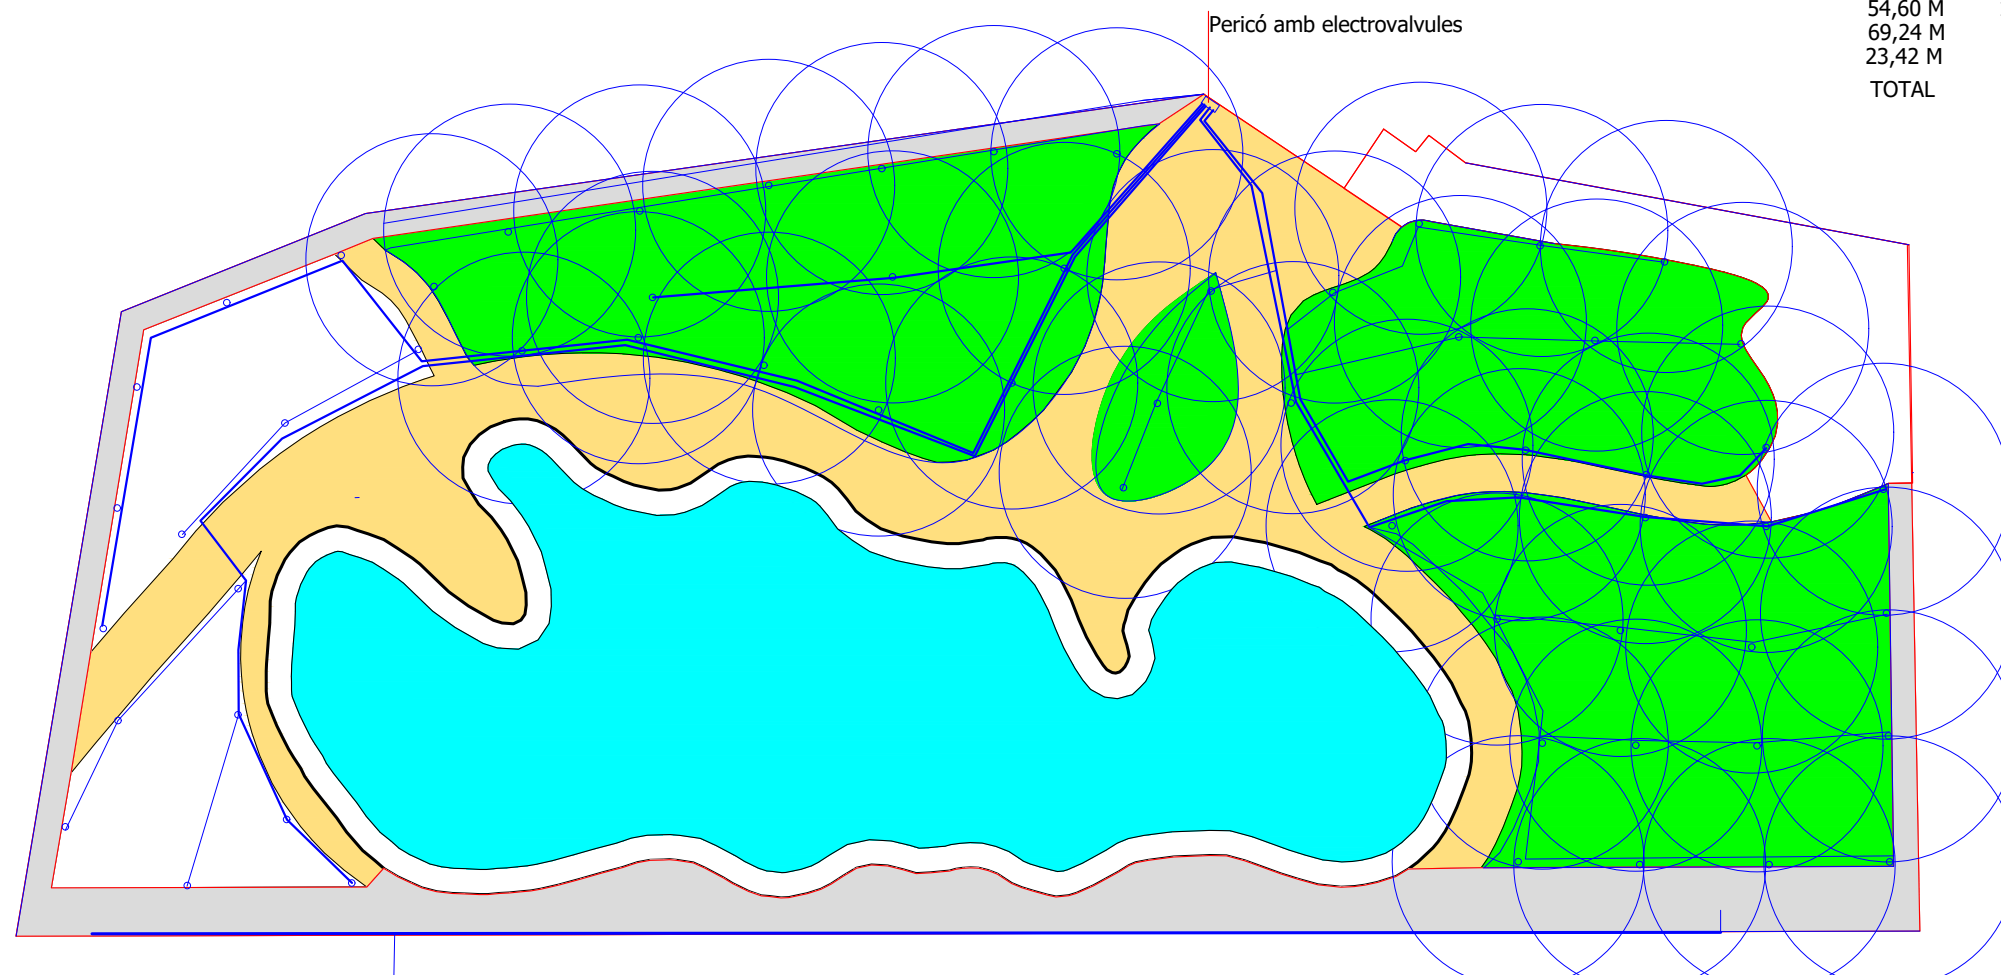 Pericó amb electrovalvules
54,60 M
69,24 M
23,42 M
TOTAL